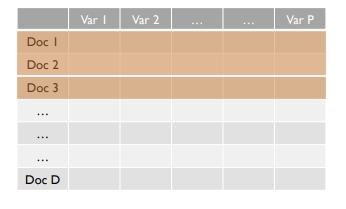 Var 1 Var 2 … … Var P
Doc 1
Doc 2
Doc 3
…
…
…
Doc D